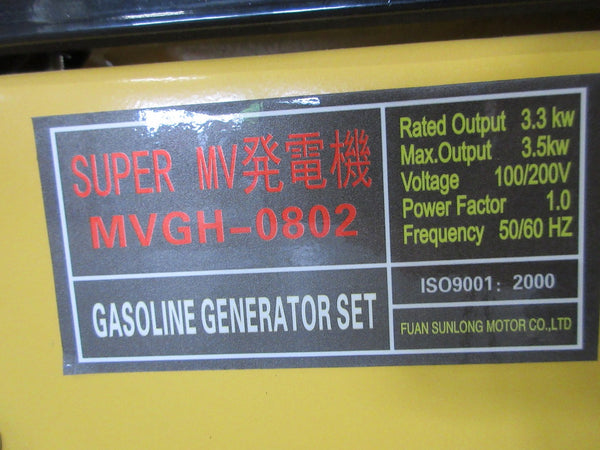 SUPER MV発電機
MVGH-0802
GASOLINE GENERATOR SET
Rated Output 3.3 kw
Max.Output 3.5kw
Voltage 100/200V
Power Factor 1.0
Frequency 50/60 HZ
ISO9001: 2000
FUAN SUNLONG MOTOR CO.,LTD